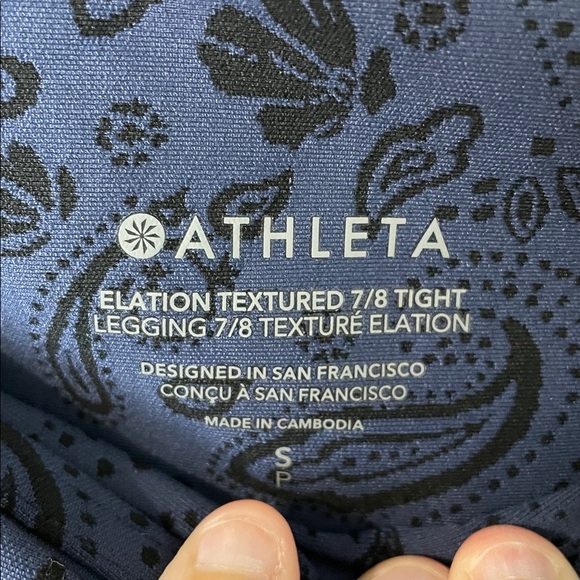 ATHLETA
ELATION TEXTURED 7/8 TIGHT
LEGGING 7/8 TEXTURÉ ELATION
DESIGNED IN SAN FRANCISCO
CONÇU À SAN FRANCISCO
MADE IN CAMBODIA
S
P